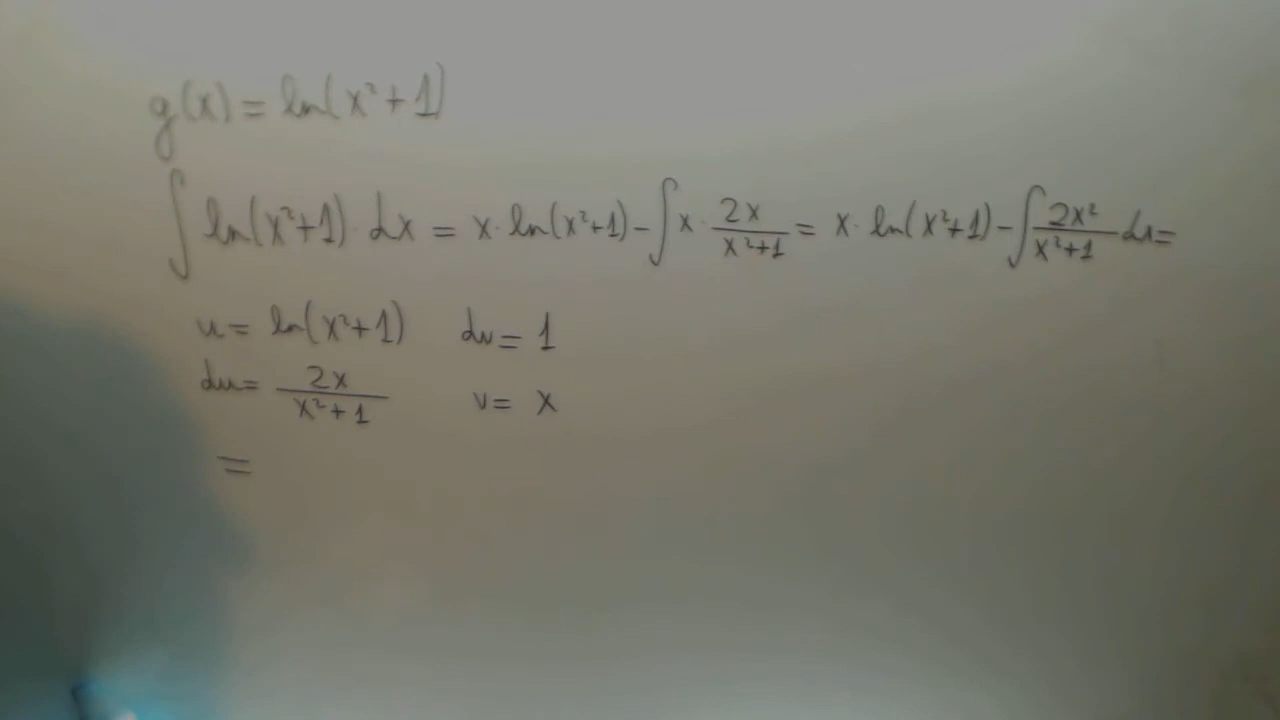 g(x) = ln(x²+1)
∫ ln(x²+1)· dx = x· ln(x²+1) - ∫ x · 2x/(x²+1) = x· ln(x²+1) - ∫ 2x²/(x²+1) dx =
u = ln(x²+1) dv = 1
du = 2x/(x²+1) v = x
=